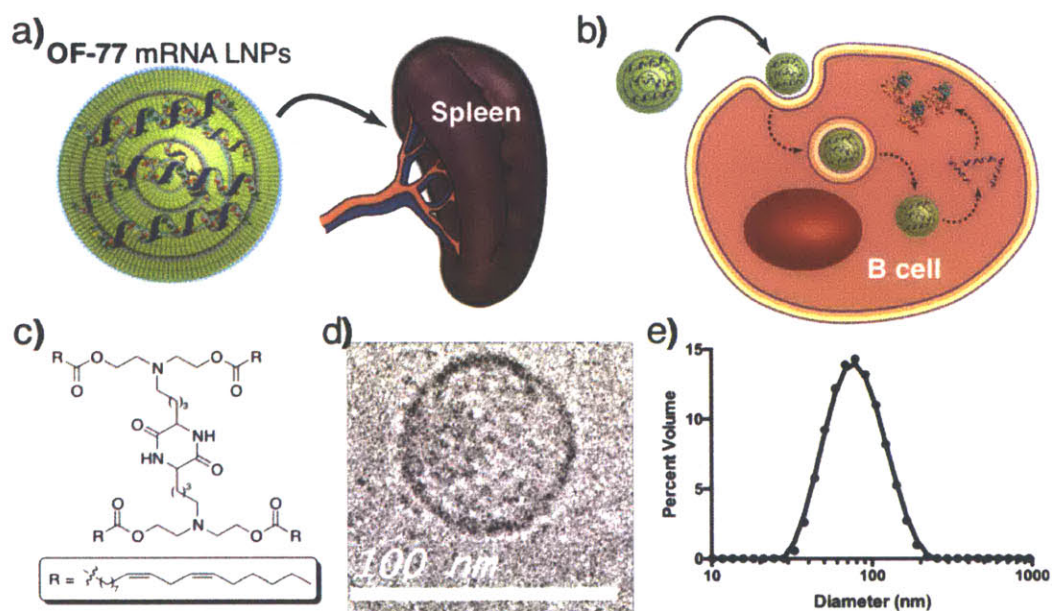 a)
OF-77 mRNA LNPs
Spleen
b)
B cell
c)
R O O R
O N O
O O
( )3
O NH
HN O
( )3
O O
R O N O R
R = ( )7
d)
100 nm
e)
Percent Volume
15
10
5
0
10 100 1000
Diameter (nm)